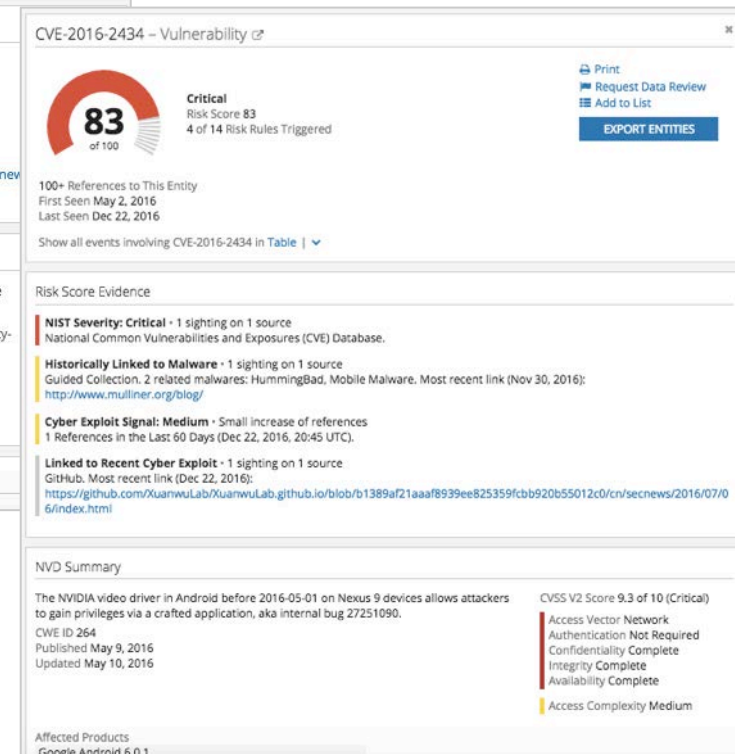 CVE-2016-2434 – Vulnerability
83
of 100
Critical
Risk Score 83
4 of 14 Risk Rules Triggered
Print
Request Data Review
Add to List
EXPORT ENTITIES
new
100+ References to This Entity
First Seen May 2, 2016
Last Seen Dec 22, 2016
Show all events involving CVE-2016-2434 in Table |
Risk Score Evidence
NIST Severity: Critical · 1 sighting on 1 source
National Common Vulnerabilities and Exposures (CVE) Database.
y-
Historically Linked to Malware · 1 sighting on 1 source
Guided Collection. 2 related malwares: HummingBad, Mobile Malware. Most recent link (Nov 30, 2016):
http://www.mulliner.org/blog/
Cyber Exploit Signal: Medium · Small increase of references
1 References in the Last 60 Days (Dec 22, 2016, 20:45 UTC).
Linked to Recent Cyber Exploit · 1 sighting on 1 source
GitHub. Most recent link (Dec 22, 2016):
https://github.com/XuanwuLab/XuanwuLab.github.io/blob/b1389af21aaaf8939ee825359fcbb920b55012c0/cn/secnews/2016/07/0
6/index.html
NVD Summary
The NVIDIA video driver in Android before 2016-05-01 on Nexus 9 devices allows attackers
to gain privileges via a crafted application, aka internal bug 27251090.
CWE ID 264
Published May 9, 2016
Updated May 10, 2016
CVSS V2 Score 9.3 of 10 (Critical)
Access Vector Network
Authentication Not Required
Confidentiality Complete
Integrity Complete
Availability Complete
Access Complexity Medium
Affected Products
Google Android 6.0.1